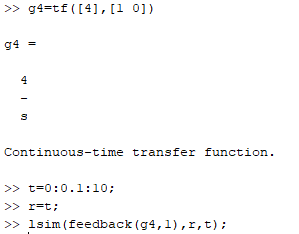 >> g4=tf([4],[1 0])
g4 =
4
-
s
Continuous-time transfer function.
>> t=0:0.1:10;
>> r=t;
>> lsim(feedback(g4,1),r,t);